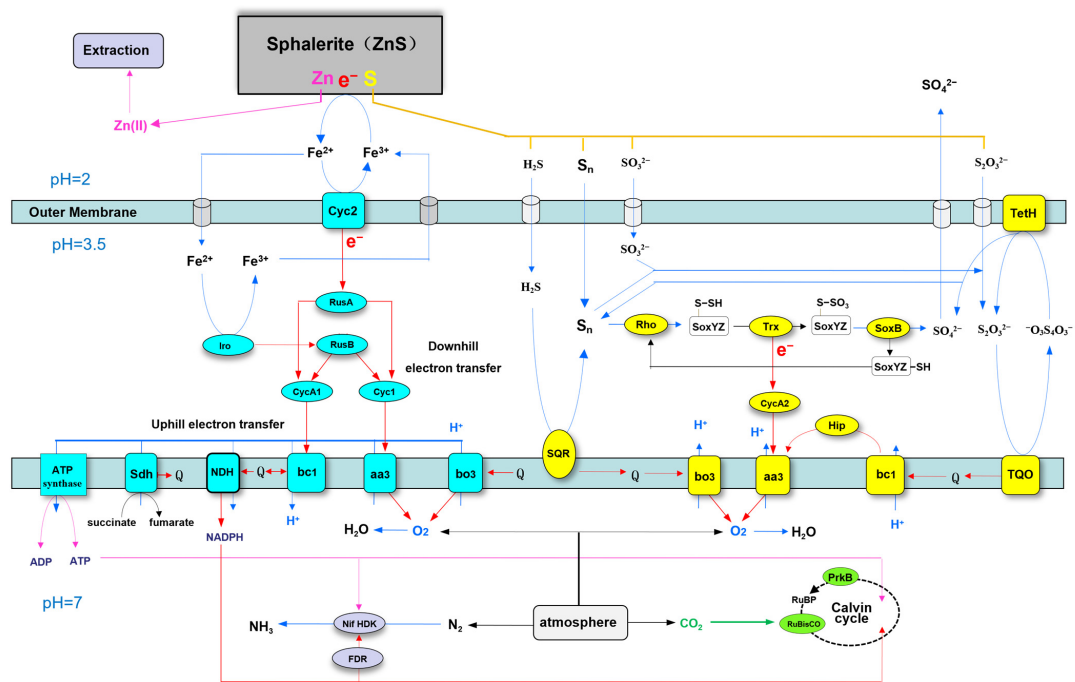 Extraction
Sphalerite（ZnS）
Zn e⁻ S
Zn(II)
SO₄²⁻
Fe²⁺ Fe³⁺
H₂S
Sₙ
SO₃²⁻
S₂O₃²⁻
pH=2
Outer Membrane
Cyc2
TetH
pH=3.5
e⁻
Fe²⁺ Fe³⁺
SO₃²⁻
H₂S
RusA
Sₙ
Rho
S–SH
SoxYZ
Trx
S–SO₃
SoxYZ
SoxB
SO₄²⁻
S₂O₃²⁻
⁻O₃S₄O₃⁻
Iro
RusB
e⁻
SoxYZ–SH
Downhill
electron transfer
CycA1
Cyc1
CycA2
Uphill electron transfer
H⁺
H⁺
H⁺
Hip
ATP
synthase
Sdh
Q
NDH
Q
bc1
aa3
bo3
Q
SQR
Q
bo3
aa3
bc1
Q
TQO
succinate
fumarate
H⁺
H⁺
H₂O
O₂
O₂
H₂O
NADPH
ADP
ATP
pH=7
NH₃
Nif HDK
N₂
atmosphere
CO₂
PrkB
RuBP
RuBisCO
Calvin
cycle
FDR